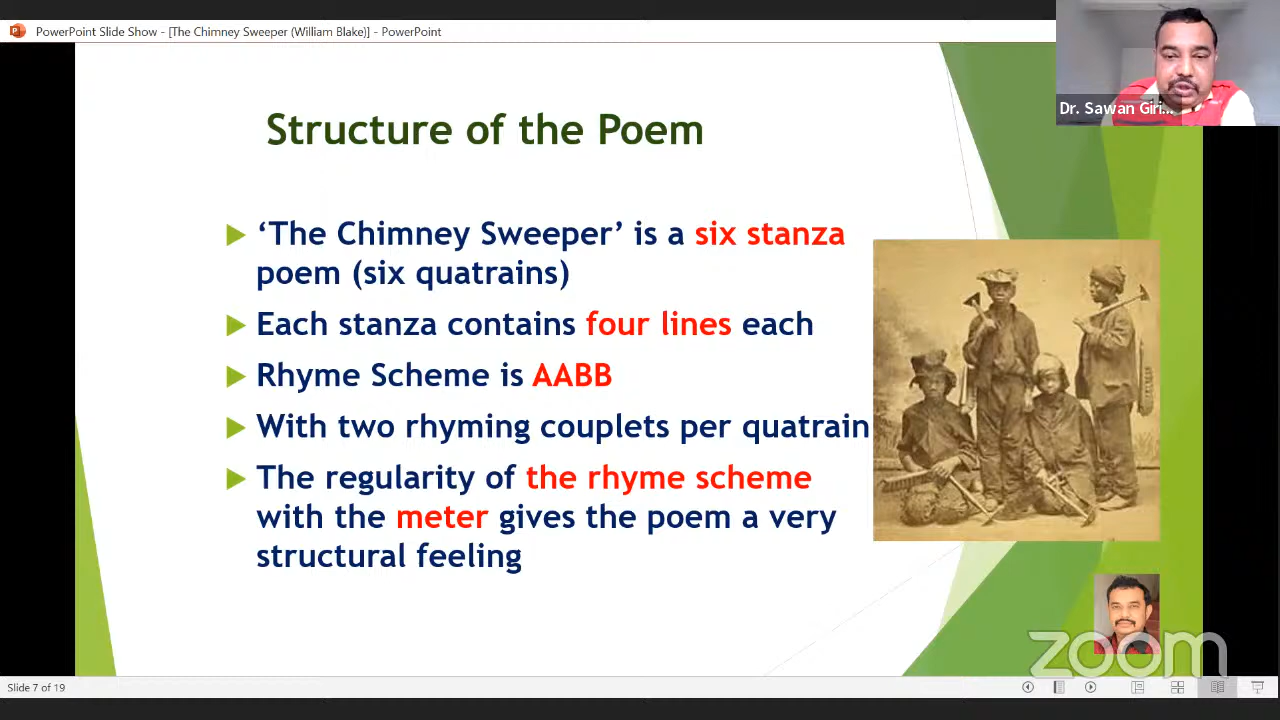 PowerPoint Slide Show - [The Chimney Sweeper (William Blake)] - PowerPoint
Dr. Sawan Giri...
Structure of the Poem
‘The Chimney Sweeper’ is a six stanza
poem (six quatrains)
Each stanza contains four lines each
Rhyme Scheme is AABB
With two rhyming couplets per quatrain
The regularity of the rhyme scheme
with the meter gives the poem a very
structural feeling
zoom
Slide 7 of 19